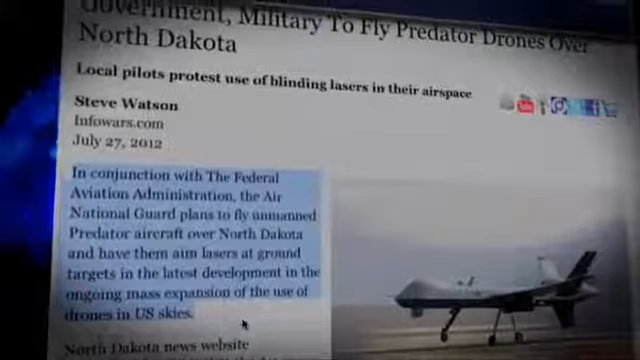 Government, Military To Fly Predator Drones Over
North Dakota
Local pilots protest use of blinding lasers in their airspace
Steve Watson
Infowars.com
July 27, 2012
In conjunction with The Federal
Aviation Administration, the Air
National Guard plans to fly unmanned
Predator aircraft over North Dakota
and have them aim lasers at ground
targets in the latest development in the
ongoing mass expansion of the use of
drones in US skies.
North Dakota news website